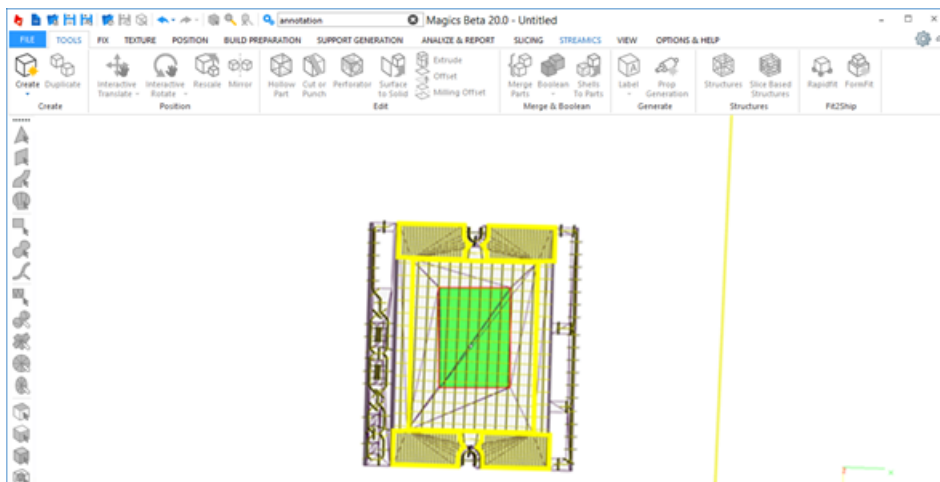 annotation
Magics Beta 20.0 - Untitled
FILE TOOLS FIX TEXTURE POSITION BUILD PREPARATION SUPPORT GENERATION ANALYZE & REPORT SLICING STREAMICS VIEW OPTIONS & HELP
Create Duplicate
Create
Interactive Translate Interactive Rotate Rescale Mirror
Position
Hollow Part Cut or Punch Perforator Surface to Solid
Extrude
Offset
Milling Offset
Edit
Merge Parts Boolean Shells To Parts
Merge & Boolean
Label Prop Generation
Generate
Structures Slice Based Structures
Structures
RapidFit FormFit
Fit2Ship